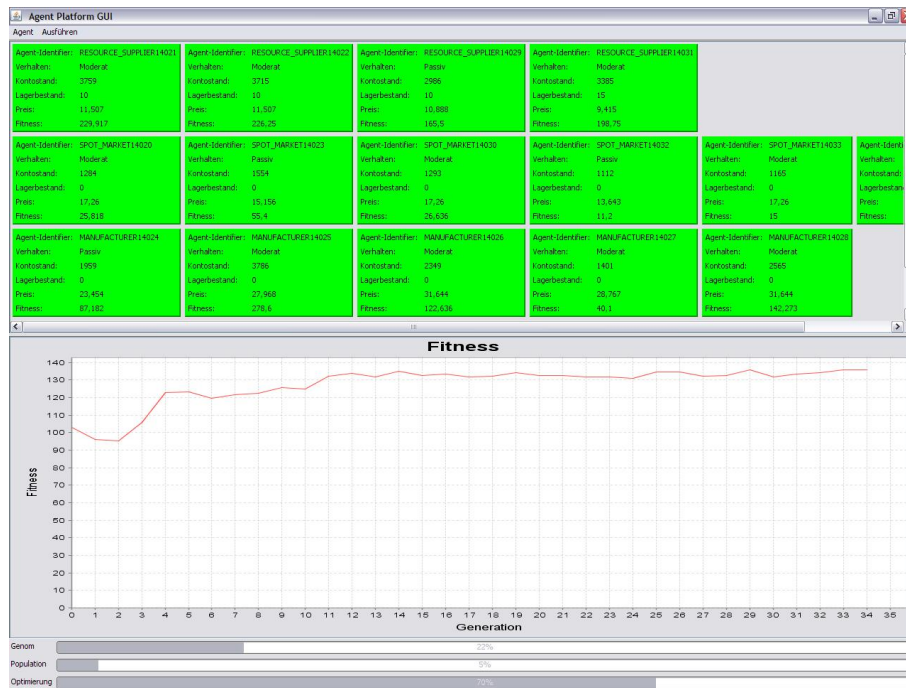 Agent Platform GUI
Agent Ausführen
Agent-Identifier: RESOURCE_SUPPLIER14021
Verhalten: Moderat
Kontostand: 3759
Lagerbestand: 10
Preis: 11,507
Fitness: 229,917
Agent-Identifier: RESOURCE_SUPPLIER14022
Verhalten: Moderat
Kontostand: 3715
Lagerbestand: 10
Preis: 11,507
Fitness: 226,25
Agent-Identifier: RESOURCE_SUPPLIER14029
Verhalten: Passiv
Kontostand: 2986
Lagerbestand: 10
Preis: 10,888
Fitness: 165,5
Agent-Identifier: RESOURCE_SUPPLIER14031
Verhalten: Moderat
Kontostand: 3385
Lagerbestand: 15
Preis: 9,415
Fitness: 198,75
Agent-Identifier: SPOT_MARKET14020
Verhalten: Moderat
Kontostand: 1284
Lagerbestand: 0
Preis: 17,26
Fitness: 25,818
Agent-Identifier: SPOT_MARKET14023
Verhalten: Passiv
Kontostand: 1554
Lagerbestand: 0
Preis: 15,156
Fitness: 55,4
Agent-Identifier: SPOT_MARKET14030
Verhalten: Moderat
Kontostand: 1293
Lagerbestand: 0
Preis: 17,26
Fitness: 26,636
Agent-Identifier: SPOT_MARKET14032
Verhalten: Passiv
Kontostand: 1112
Lagerbestand: 0
Preis: 13,643
Fitness: 11,2
Agent-Identifier: SPOT_MARKET14033
Verhalten: Moderat
Kontostand: 1165
Lagerbestand: 0
Preis: 17,26
Fitness: 15
Agent-Identi
Verhalten:
Kontostand:
Lagerbestan
Preis:
Fitness:
Agent-Identifier: MANUFACTURER14024
Verhalten: Passiv
Kontostand: 1959
Lagerbestand: 0
Preis: 23,454
Fitness: 87,182
Agent-Identifier: MANUFACTURER14025
Verhalten: Moderat
Kontostand: 3786
Lagerbestand: 0
Preis: 27,968
Fitness: 278,6
Agent-Identifier: MANUFACTURER14026
Verhalten: Moderat
Kontostand: 2349
Lagerbestand: 0
Preis: 31,644
Fitness: 122,636
Agent-Identifier: MANUFACTURER14027
Verhalten: Moderat
Kontostand: 1401
Lagerbestand: 0
Preis: 28,767
Fitness: 40,1
Agent-Identifier: MANUFACTURER14028
Verhalten: Moderat
Kontostand: 2565
Lagerbestand: 0
Preis: 31,644
Fitness: 142,273
Fitness
140
130
120
110
100
90
80
70
60
50
40
30
20
10
0
Fitness
0 1 2 3 4 5 6 7 8 9 10 11 12 13 14 15 16 17 18 19 20 21 22 23 24 25 26 27 28 29 30 31 32 33 34 35
Generation
Genom 22%
Population 5%
Optimierung 70%